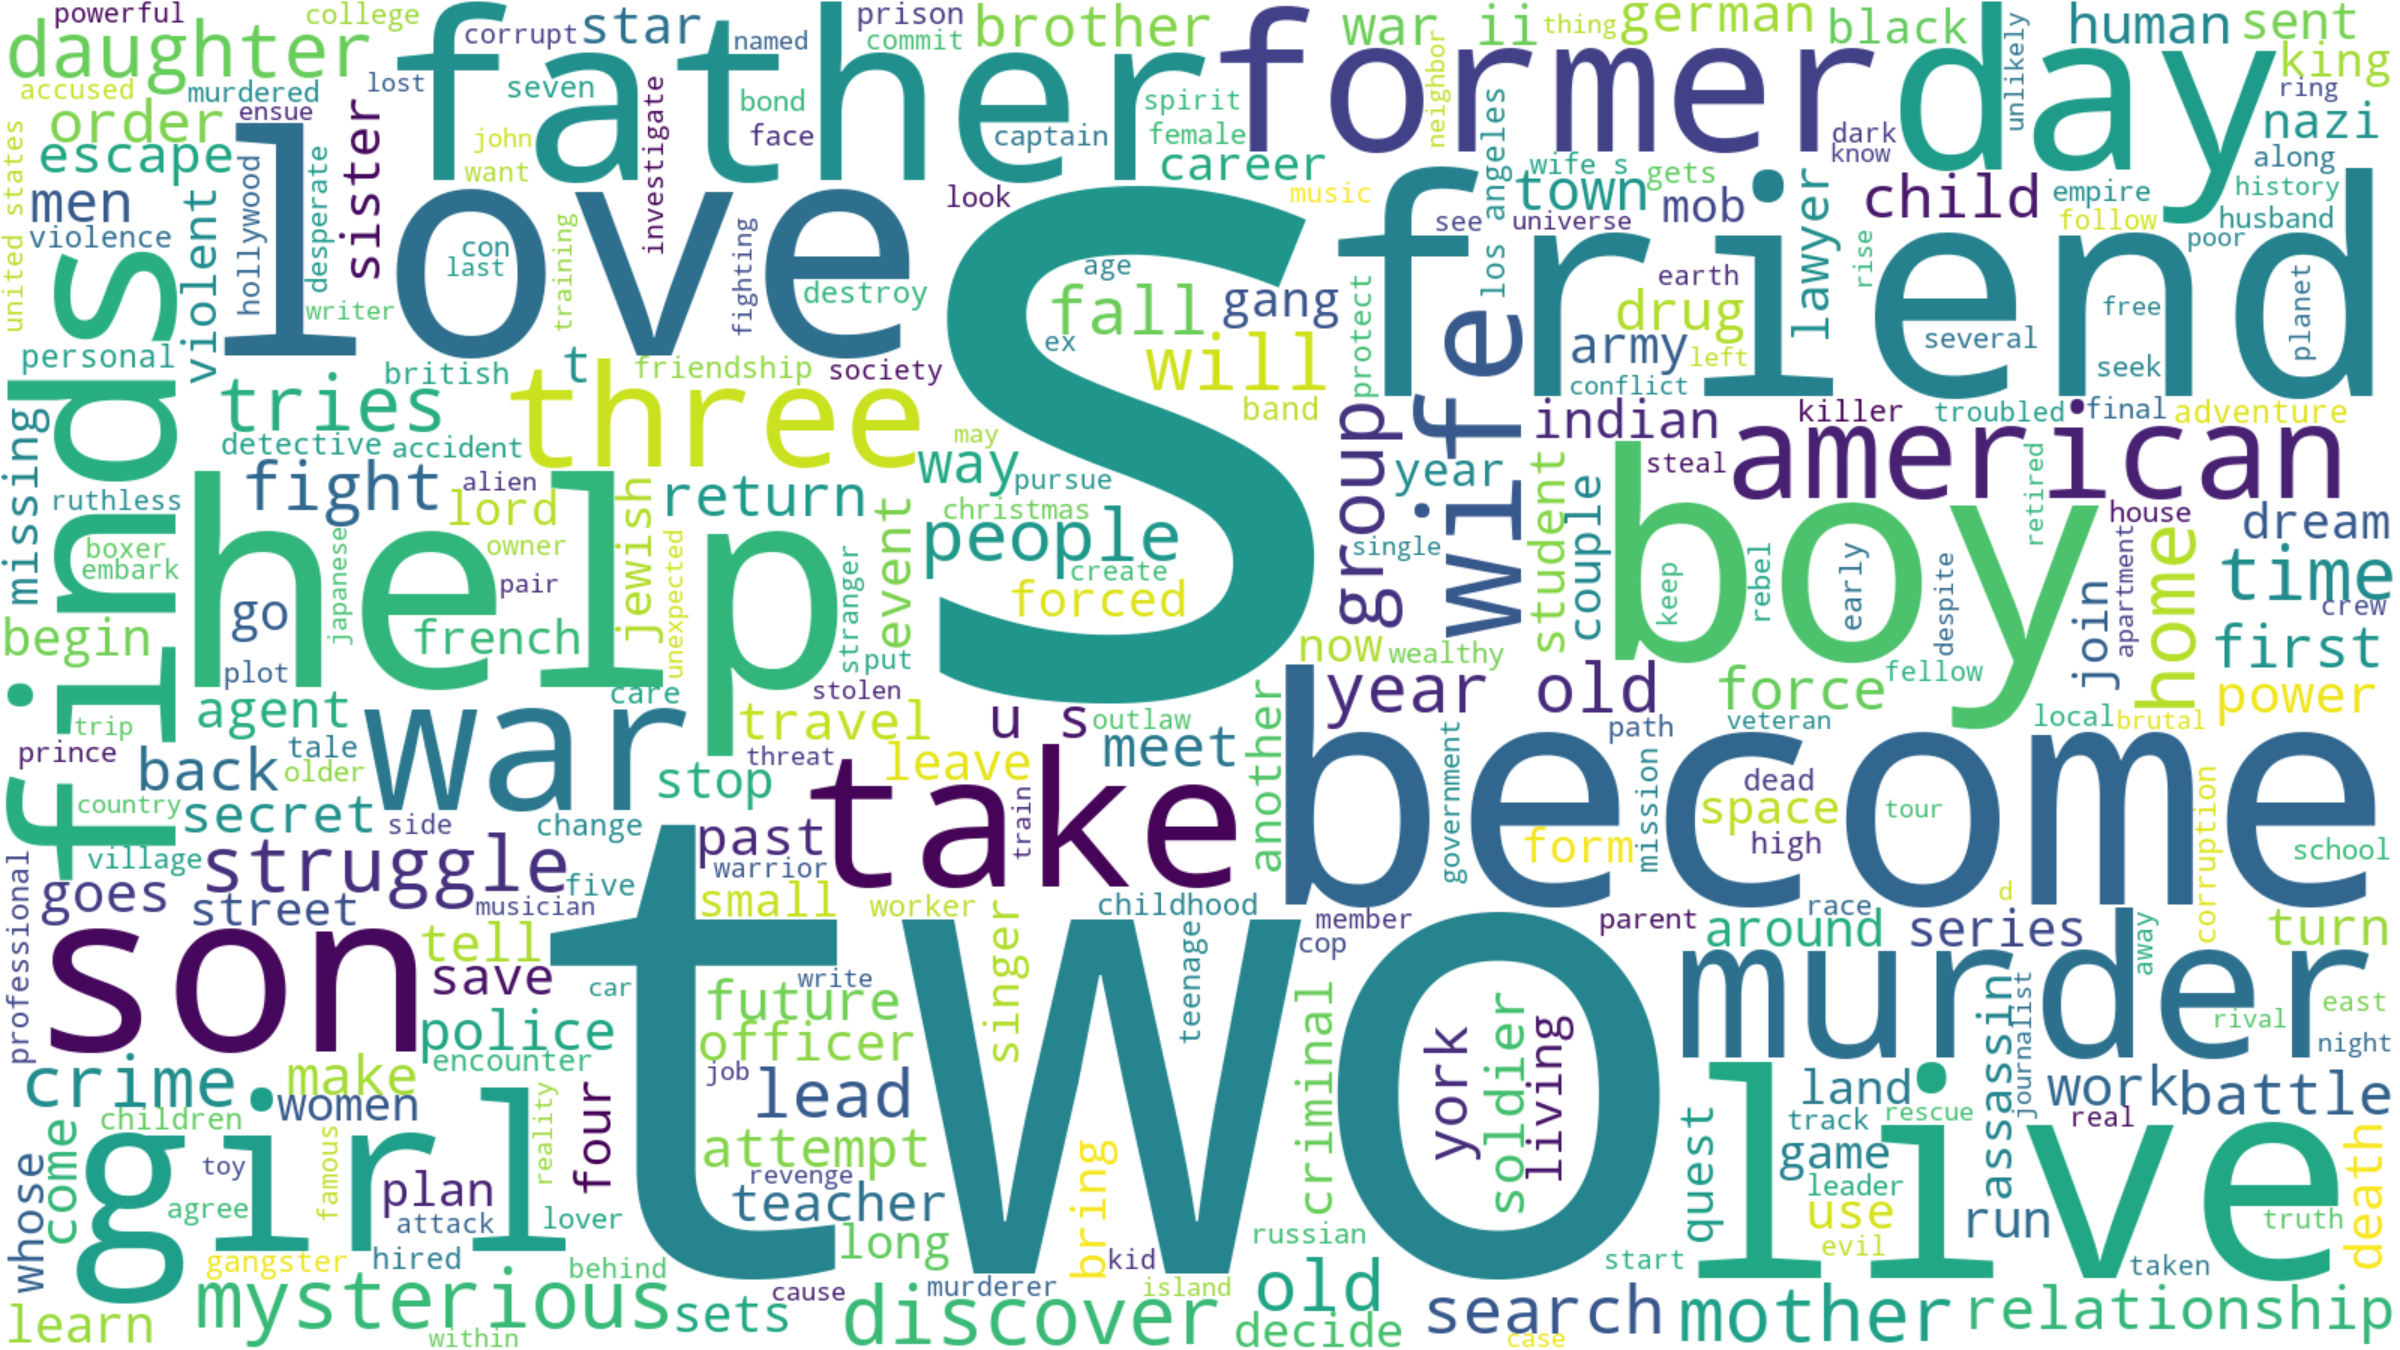 powerful
college
corrupt
star
named
prison
commit
brother
war ii
thing
german
black
unlikely
human
sent
king
daughter
father
former
day
accused
murdered
lost
seven
investigate
bond
spirit
neighbor
ring
order
ensue
john
face
captain
female
los angeles
dark
nazi
united states
escape
hollywood
desperate
sister
want
career
wife s
gets
know
along
men
violent
love
look
music
friend
town
mob
lawyer
child
empire
history
violence
con
last
training
fighting
s
see
universe
follow
husband
poor
finds
writer
destroy
age
fall
gang
protect
earth
drug
rise
several
free
planet
personal
british
t
friendship
society
ex
will
wife
army
left
seek
missing
tries
three
band
conflict
detective
accident
may
group
indian
killer
troubled
final
adventure
fight
alien
way
pursue
year
student
steal
american
ruthless
help
lord
jewish
return
event
christmas
couple
boy
retired
house
dream
boxer
embark
japanese
owner
unexpected
people
create
single
keep
rebel
early
despite
apartment
home
time
go
pair
stranger
forced
join
crew
begin
french
put
now
wealthy
fellow
first
plot
care
stolen
year old
force
power
trip
agent
war
travel
u s
outlaw
another
government
path
veteran
local
brutal
prince
back
tale
older
stop
threat
leave
meet
become
mission
dead
country
secret
side
change
past
take
train
form
space
tour
corruption
village
struggle
five
warrior
high
school
professional
goes
street
musician
two
small
worker
childhood
member
parent
race
d
son
tell
singer
teenage
cop
around
series
away
turn
save
car
write
future
criminal
murder
journalist
rival
east
police
encounter
officer
york
soldier
living
assassin
night
crime
make
reality
four
job
lead
live
land
work
battle
children
women
attempt
quest
track
rescue
real
whose
come
girl
toy
famous
plan
revenge
bring
game
leader
death
agree
attack
lover
teacher
use
run
truth
gangster
hired
behind
long
russian
start
evil
taken
learn
mysterious
sets
cause
murderer
kid
island
old
search
mother
relationship
within
discover
decide
case